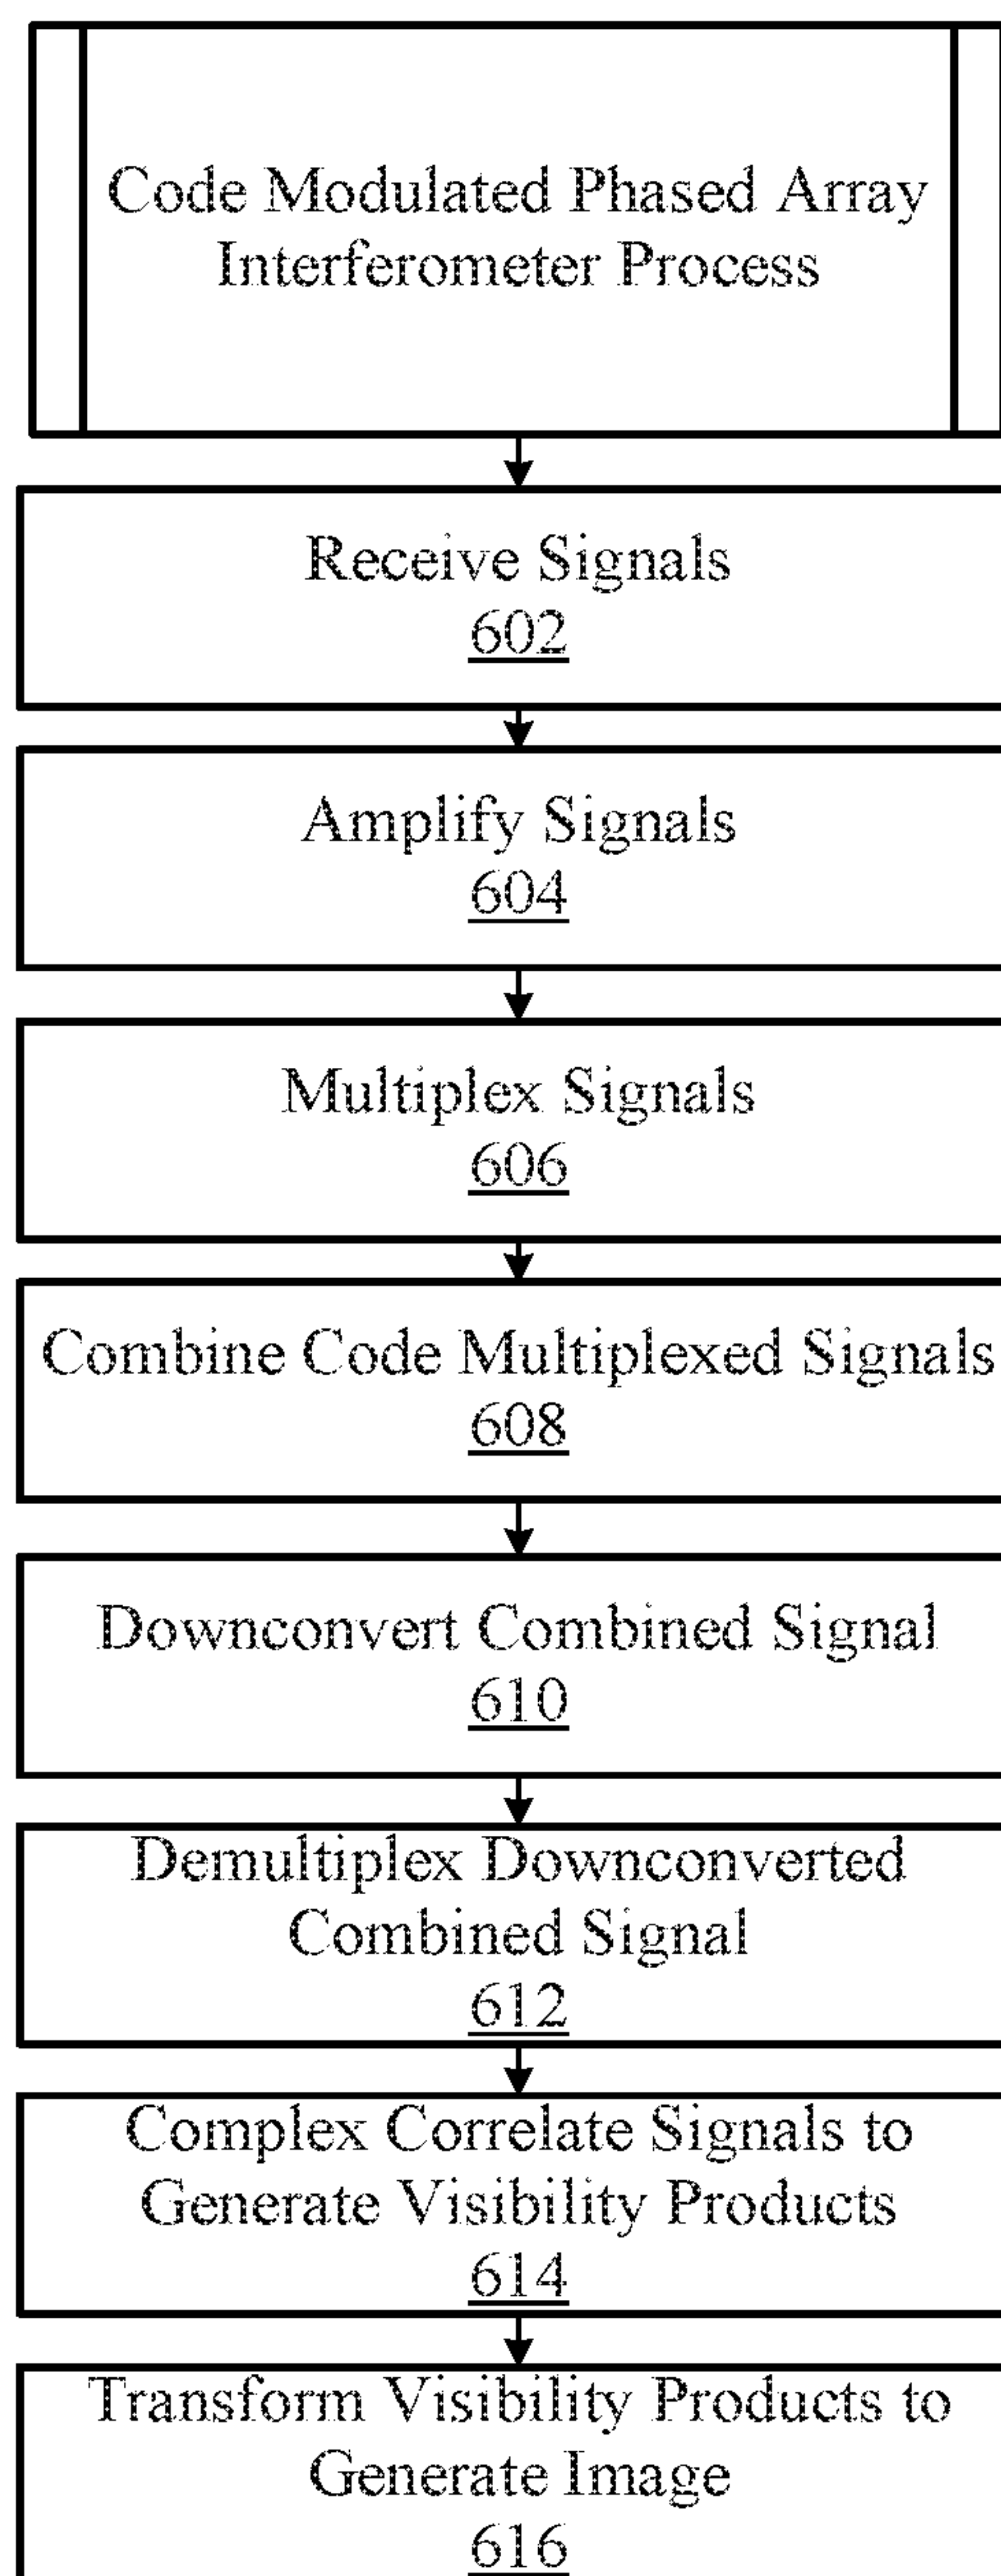 Code Modulated Phased Array
Interferometer Process
Receive Signals
602
Amplify Signals
604
Multiplex Signals
606
Combine Code Multiplexed Signals
608
Downconvert Combined Signal
610
Demultiplex Downconverted
Combined Signal
612
Complex Correlate Signals to
Generate Visibility Products
614
Transform Visibility Products to
Generate Image
616